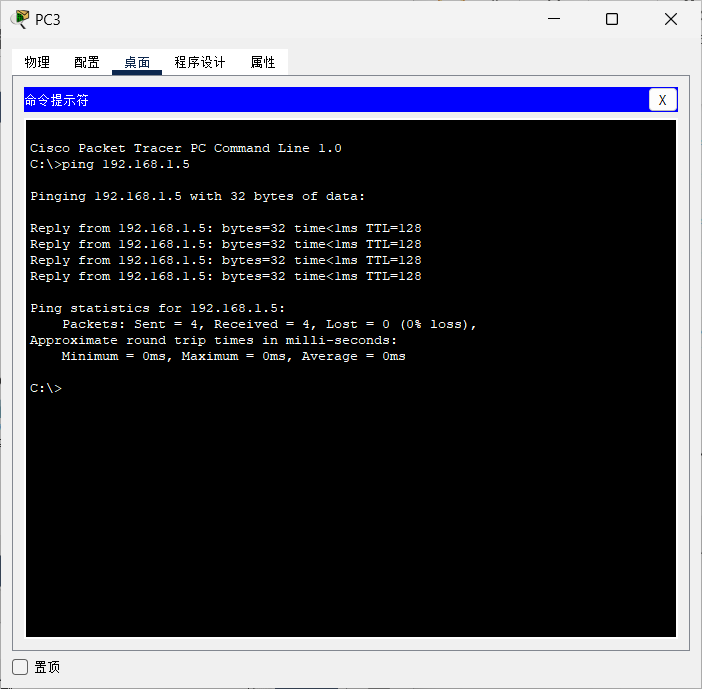 PC3
物理 配置 桌面 程序设计 属性
命令提示符 X
Cisco Packet Tracer PC Command Line 1.0
C:\>ping 192.168.1.5
Pinging 192.168.1.5 with 32 bytes of data:
Reply from 192.168.1.5: bytes=32 time<1ms TTL=128
Reply from 192.168.1.5: bytes=32 time<1ms TTL=128
Reply from 192.168.1.5: bytes=32 time<1ms TTL=128
Reply from 192.168.1.5: bytes=32 time<1ms TTL=128
Ping statistics for 192.168.1.5:
Packets: Sent = 4, Received = 4, Lost = 0 (0% loss),
Approximate round trip times in milli-seconds:
Minimum = 0ms, Maximum = 0ms, Average = 0ms
C:\>
置顶